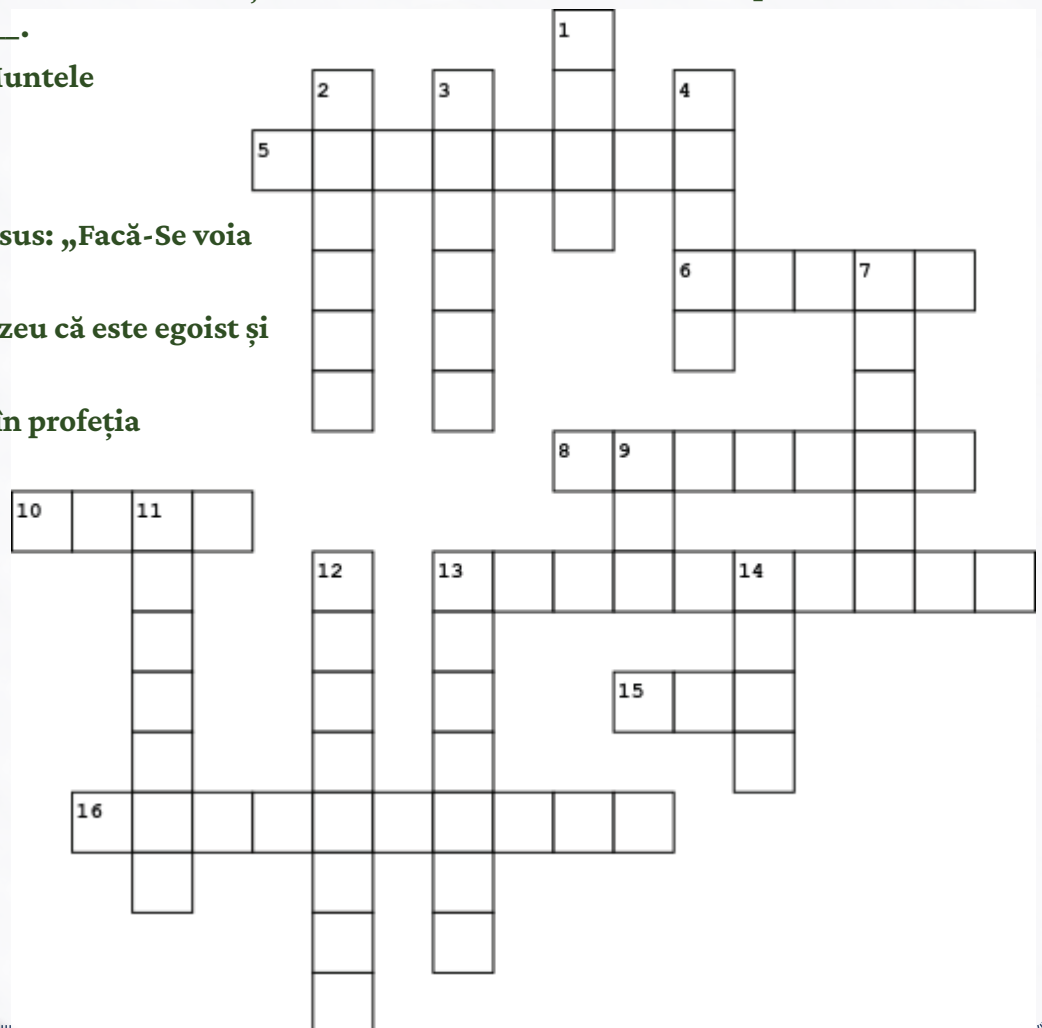 __.
untele
sus: „Facă-Se voia
zeu că este egoist și
în profeția
1
2 3 4
5
6 7
8 9
10 11
12 13 14
15
16